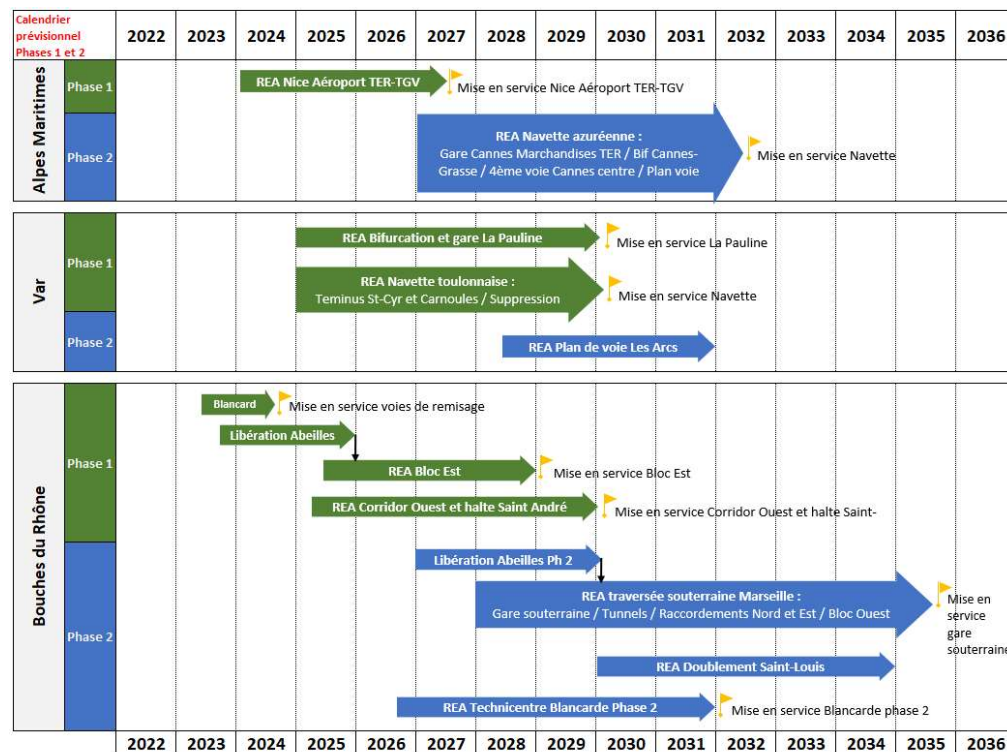 Calendrier
prévisionnel
Phases 1 et 2
2022 2023 2024 2025 2026 2027 2028 2029 2030 2031 2032 2033 2034 2035 2036
Alpes Maritimes
Phase 1
REA Nice Aéroport TER-TGV
Mise en service Nice Aéroport TER-TGV
Phase 2
REA Navette azuréenne :
Gare Cannes Marchandises TER / Bif Cannes-
Grasse / 4ème voie Cannes centre / Plan voie
Mise en service Navette
Var
Phase 1
REA Bifurcation et gare La Pauline
Mise en service La Pauline
REA Navette toulonnaise :
Teminus St-Cyr et Carnoules / Suppression
Mise en service Navette
Phase 2
REA Plan de voie Les Arcs
Bouches du Rhône
Phase 1
Blancard
Mise en service voies de remisage
Libération Abeilles
REA Bloc Est
Mise en service Bloc Est
REA Corridor Ouest et halte Saint André
Mise en service Corridor Ouest et halte Saint-
Phase 2
Libération Abeilles Ph 2
REA traversée souterraine Marseille :
Gare souterraine / Tunnels / Raccordements Nord et Est / Bloc Ouest
Mise en
service
gare
souterraine
REA Doublement Saint-Louis
REA Technicentre Blancarde Phase 2
Mise en service Blancarde phase 2
2022 2023 2024 2025 2026 2027 2028 2029 2030 2031 2032 2033 2034 2035 2036